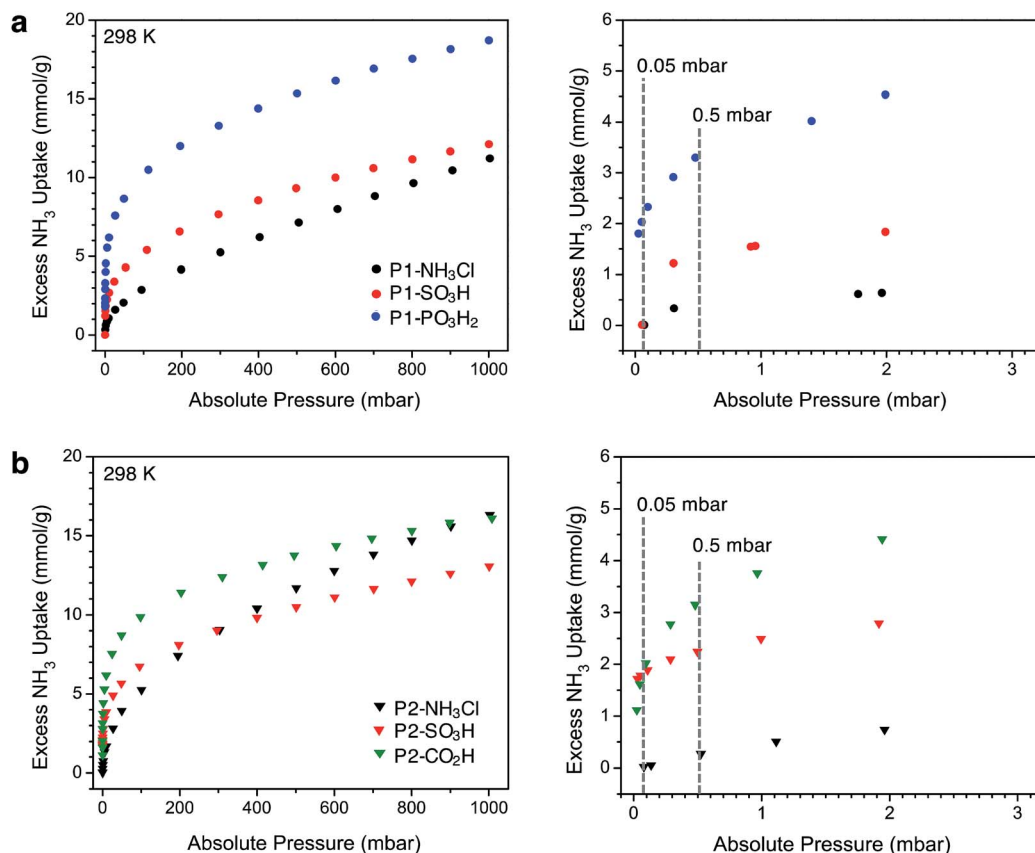 a
298 K
Excess NH₃ Uptake (mmol/g)
20
15
10
5
0
P1-NH₃Cl
P1-SO₃H
P1-PO₃H₂
0 200 400 600 800 1000
Absolute Pressure (mbar)
Excess NH₃ Uptake (mmol/g)
6
5
4
3
2
1
0
0.05 mbar
0.5 mbar
0 1 2 3
Absolute Pressure (mbar)
b
298 K
Excess NH₃ Uptake (mmol/g)
20
15
10
5
0
P2-NH₃Cl
P2-SO₃H
P2-CO₂H
0 200 400 600 800 1000
Absolute Pressure (mbar)
Excess NH₃ Uptake (mmol/g)
6
5
4
3
2
1
0
0.05 mbar
0.5 mbar
0 1 2 3
Absolute Pressure (mbar)